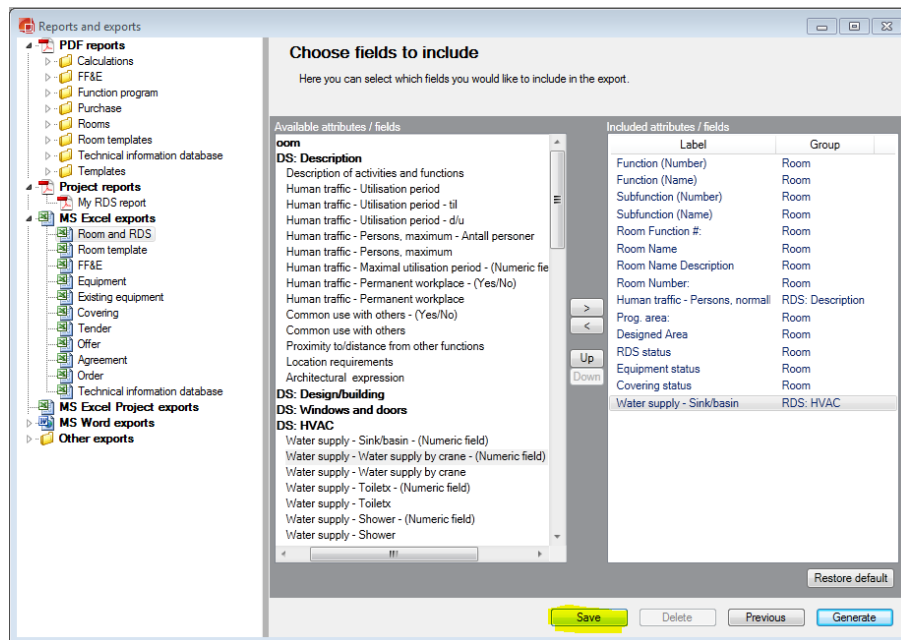 Reports and exports
PDF reports
Calculations
FF&E
Function program
Purchase
Rooms
Room templates
Technical information database
Templates
Project reports
My RDS report
MS Excel exports
Room and RDS
Room template
FF&E
Equipment
Existing equipment
Covering
Tender
Offer
Agreement
Order
Technical information database
MS Excel Project exports
MS Word exports
Other exports
Choose fields to include
Here you can select which fields you would like to include in the export.
Available attributes / fields
oom
DS: Description
Description of activities and functions
Human traffic - Utilisation period
Human traffic - Utilisation period - til
Human traffic - Utilisation period - d/u
Human traffic - Persons, maximum - Antall personer
Human traffic - Persons, maximum
Human traffic - Maximal utilisation period - (Numeric fie
Human traffic - Permanent workplace - (Yes/No)
Human traffic - Permanent workplace
Common use with others - (Yes/No)
Common use with others
Proximity to/distance from other functions
Location requirements
Architectural expression
DS: Design/building
DS: Windows and doors
DS: HVAC
Water supply - Sink/basin - (Numeric field)
Water supply - Water supply by crane - (Numeric field)
Water supply - Water supply by crane
Water supply - Toiletx - (Numeric field)
Water supply - Toiletx
Water supply - Shower - (Numeric field)
Water supply - Shower
>
<
Up
Down
Included attributes / fields
Label Group
Function (Number) Room
Function (Name) Room
Subfunction (Number) Room
Subfunction (Name) Room
Room Function #: Room
Room Name Room
Room Name Description Room
Room Number: Room
Human traffic - Persons, normall RDS: Description
Prog. area: Room
Designed Area Room
RDS status Room
Equipment status Room
Covering status Room
Water supply - Sink/basin RDS: HVAC
Restore default
Save Delete Previous Generate